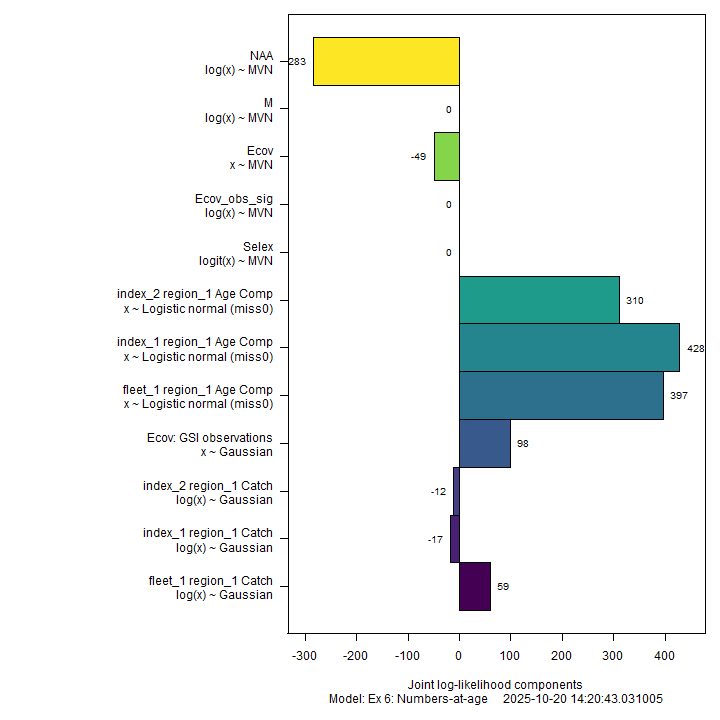 NAA
log(x) ~ MVN
283
M
log(x) ~ MVN
0
Ecov
x ~ MVN
-49
Ecov_obs_sig
log(x) ~ MVN
0
Selex
logit(x) ~ MVN
0
index_2 region_1 Age Comp
x ~ Logistic normal (miss0)
310
index_1 region_1 Age Comp
x ~ Logistic normal (miss0)
428
fleet_1 region_1 Age Comp
x ~ Logistic normal (miss0)
397
Ecov: GSI observations
x ~ Gaussian
98
index_2 region_1 Catch
log(x) ~ Gaussian
-12
index_1 region_1 Catch
log(x) ~ Gaussian
-17
fleet_1 region_1 Catch
log(x) ~ Gaussian
59
-300 -200 -100 0 100 200 300 400
Joint log-likelihood components
Model: Ex 6: Numbers-at-age 2025-10-20 14:20:43.031005